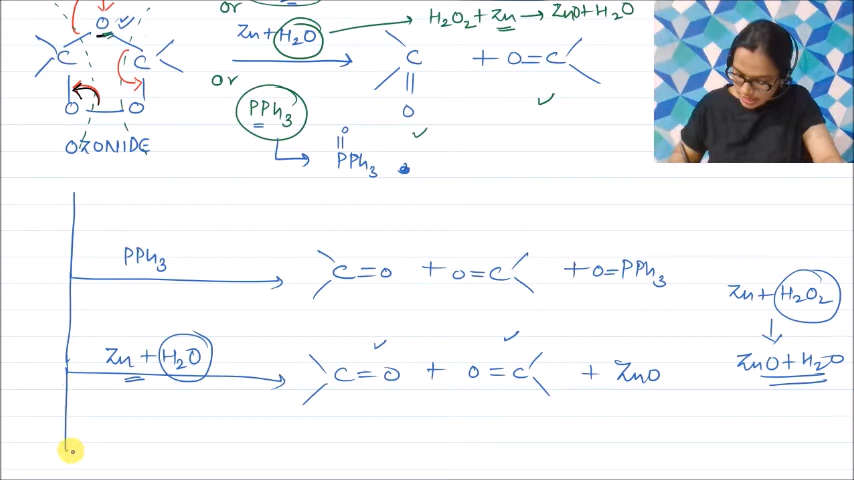 or
H2O2 + Zn → ZnO + H2O
Zn + H2O
O
C C
C + O=C
O O
O
or
PPh3
OZONIDE
O
PPh3
PPh3
C=O + O=C + O=PPh3
Zn + H2O2
Zn + H2O
C=O + O=C + ZnO
ZnO + H2O